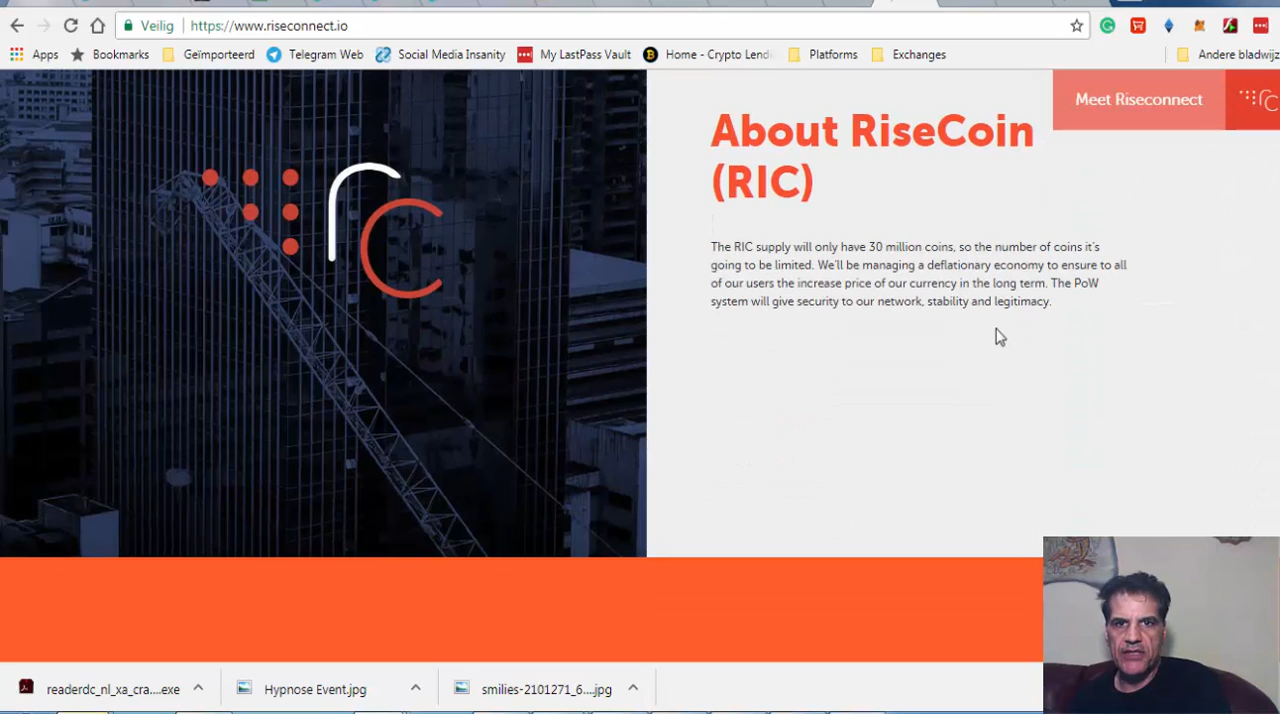 Veilig
https://www.riseconnect.io
Apps
Bookmarks
Geïmporteerd
Telegram Web
Social Media Insanity
My LastPass Vault
Home - Crypto Lendi
Platforms
Exchanges
Andere bladwijz
Meet Riseconnect
rc
rc
About RiseCoin
(RIC)
The RIC supply will only have 30 million coins, so the number of coins it's
going to be limited. We'll be managing a deflationary economy to ensure to all
of our users the increase price of our currency in the long term. The PoW
system will give security to our network, stability and legitimacy.
readerdc_nl_xa_cra....exe
Hypnose Event.jpg
smilies-2101271_6....jpg